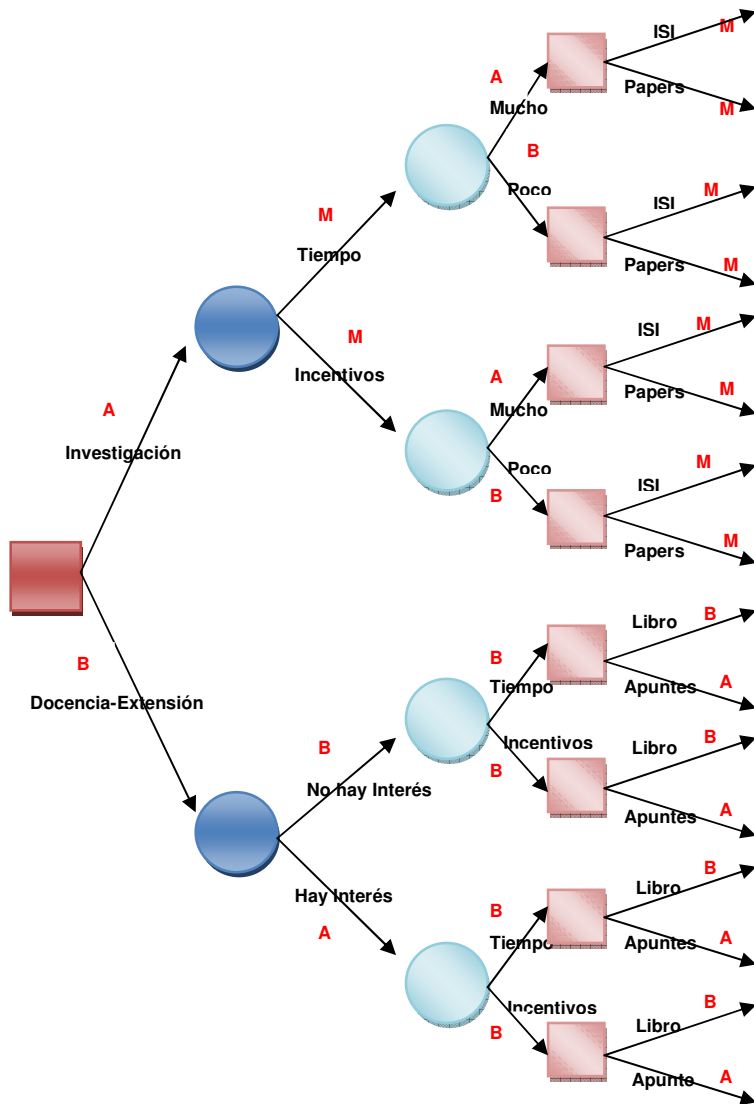 ISI
M
A
Papers
Mucho
M
B
Poco
ISI
M
M
Papers
M
Tiempo
ISI
M
M
Incentivos
A
Papers
M
Mucho
A
Investigación
Poco
ISI
M
B
Papers
M
Libro
B
B
Tiempo
Apuntes
A
B
Docencia-Extensión
Incentivos
Libro
B
B
B
No hay Interés
Apuntes
A
Libro
B
Hay Interés
A
B
Tiempo
Apuntes
A
Incentivos
Libro
B
B
Apunte
A